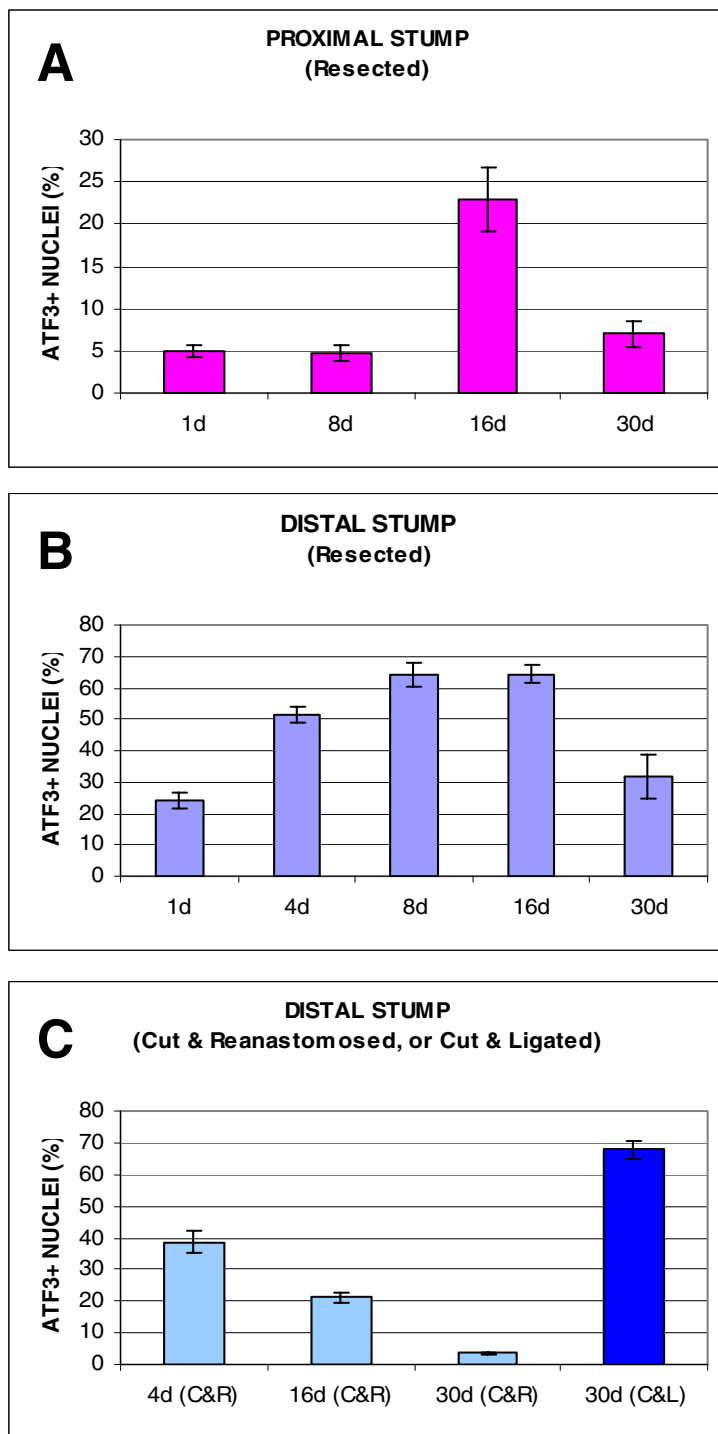 A
PROXIMAL STUMP
(Resected)
ATF3+ NUCLEI (%)
30
25
20
15
10
5
0
1d 8d 16d 30d
B
DISTAL STUMP
(Resected)
ATF3+ NUCLEI (%)
80
70
60
50
40
30
20
10
0
1d 4d 8d 16d 30d
C
DISTAL STUMP
(Cut & Reanastomosed, or Cut & Ligated)
ATF3+ NUCLEI (%)
80
70
60
50
40
30
20
10
0
4d (C&R) 16d (C&R) 30d (C&R) 30d (C&L)